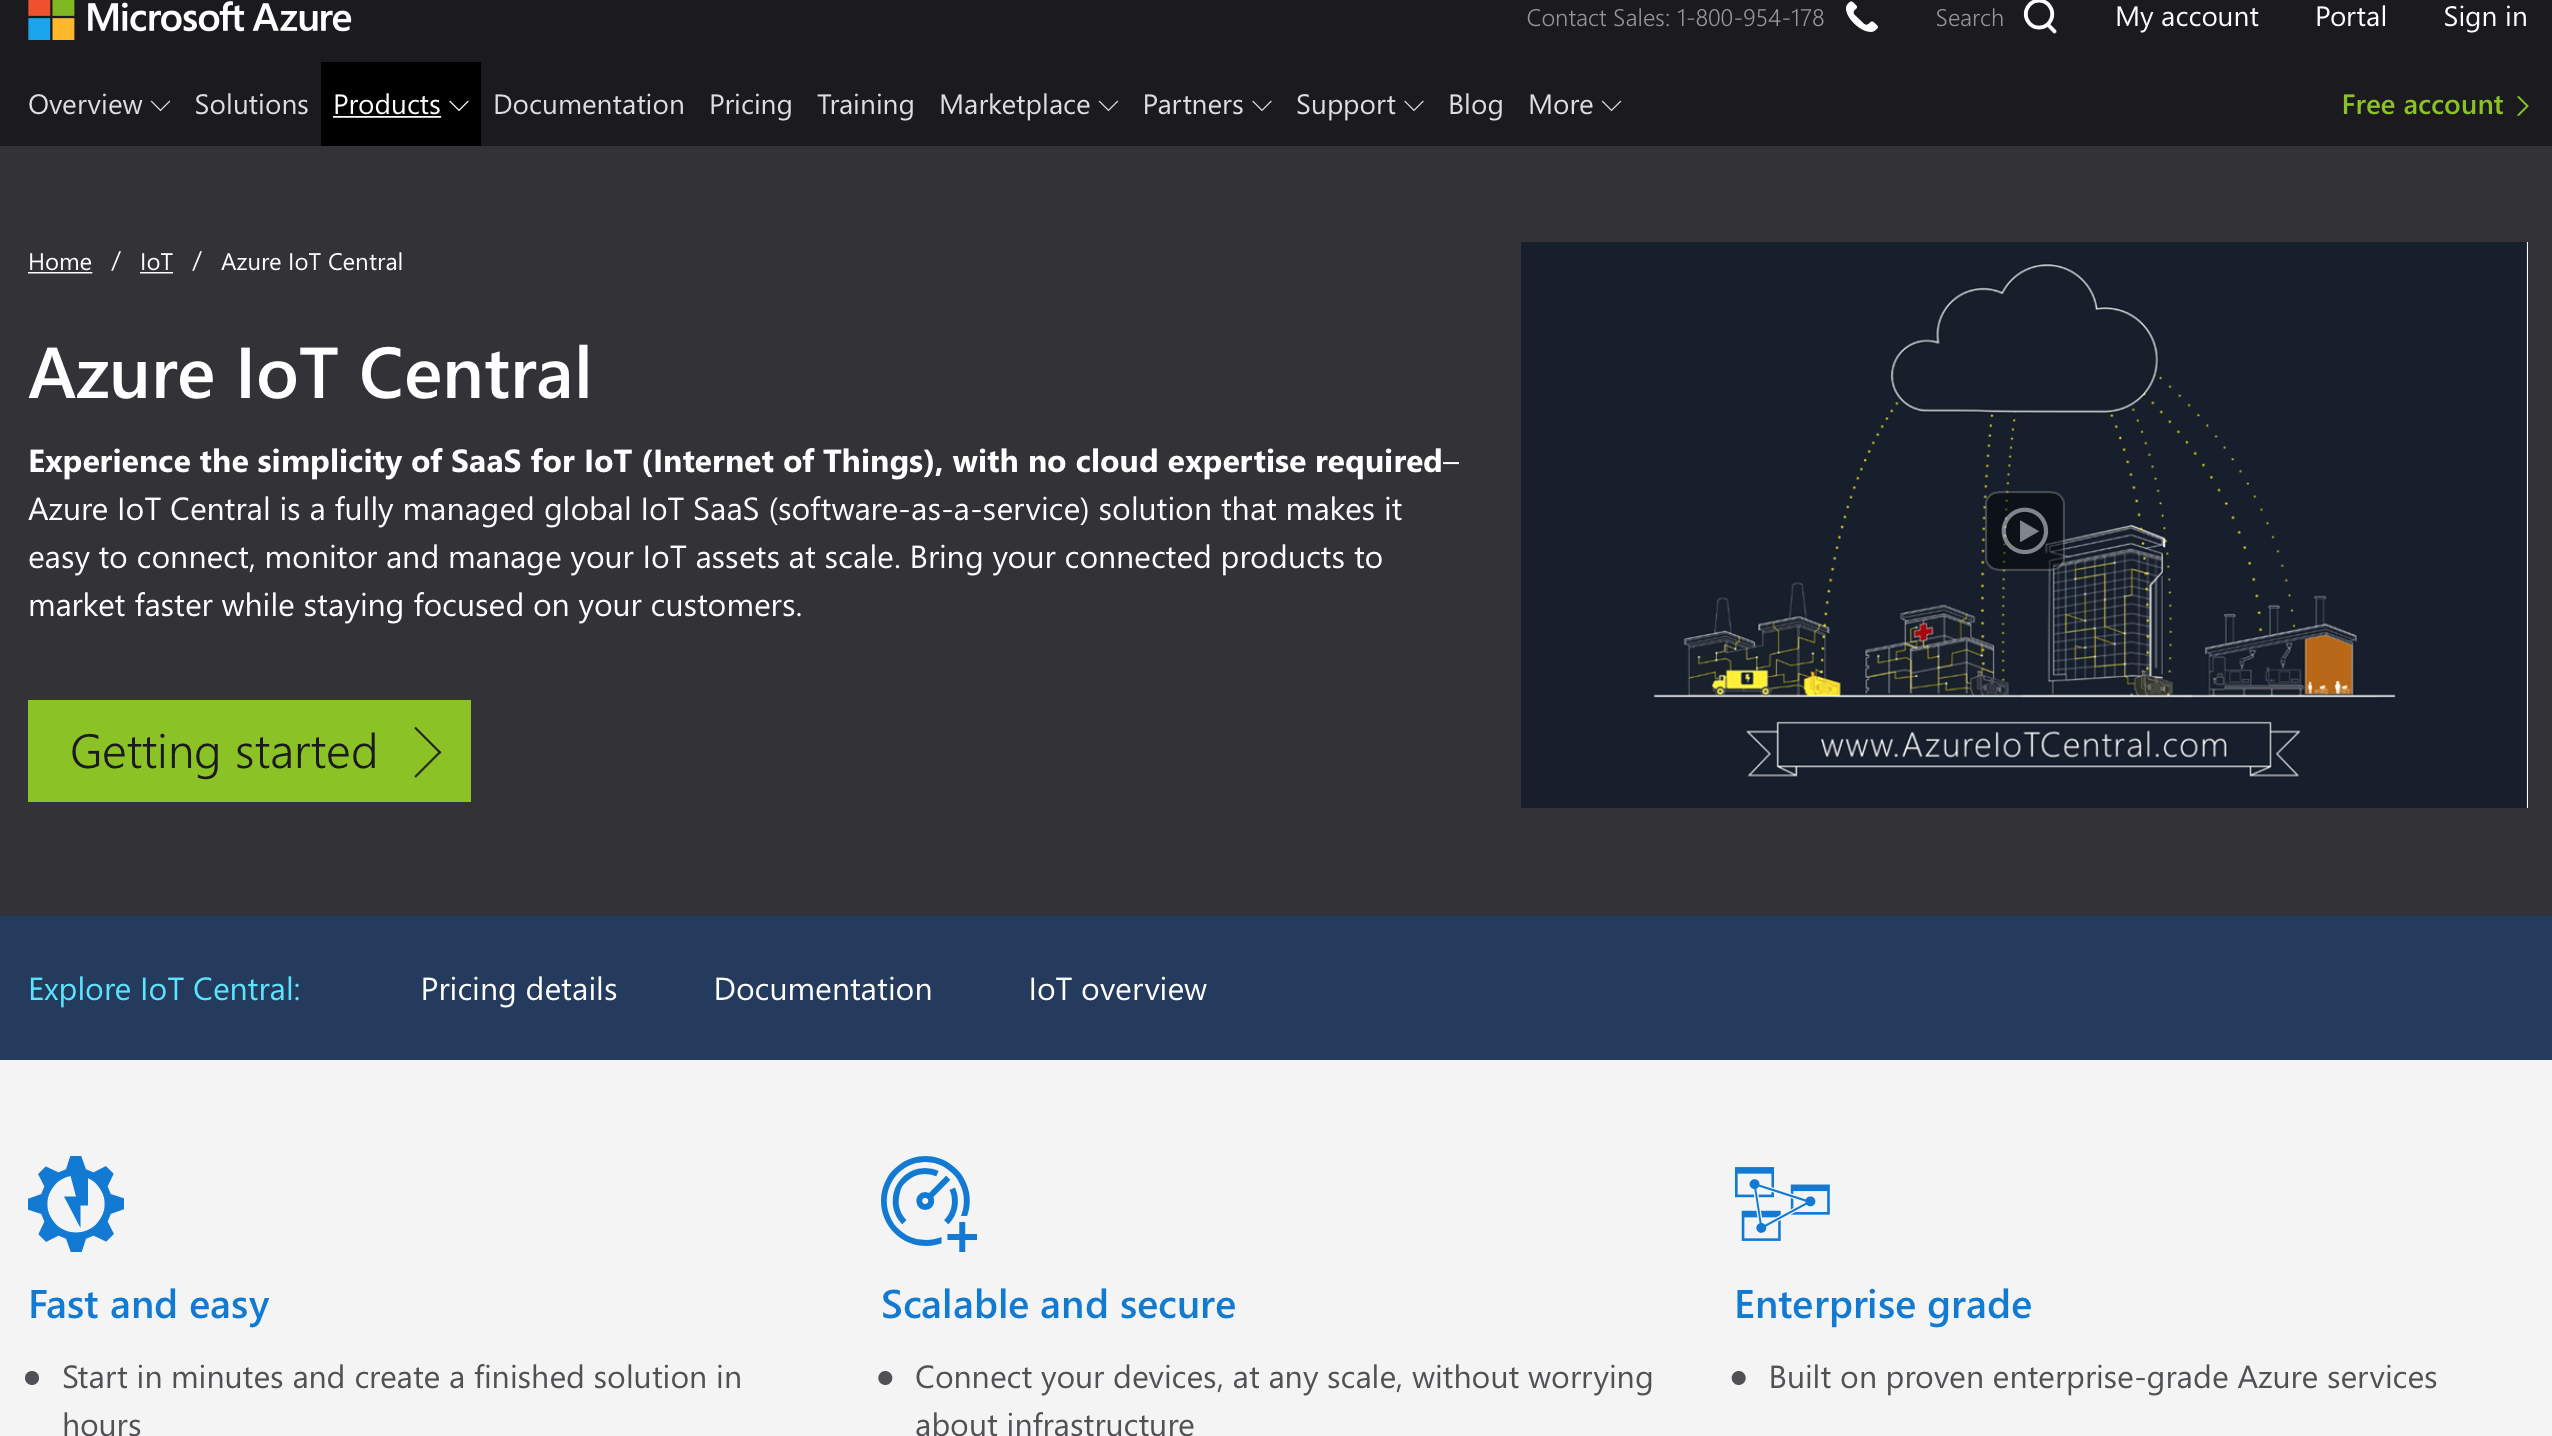 Microsoft Azure
Contact Sales: 1-800-954-178
Search
My account
Portal
Sign in
Overview
Solutions
Products
Documentation
Pricing
Training
Marketplace
Partners
Support
Blog
More
Free account
Home / IoT / Azure IoT Central
Azure IoT Central
Experience the simplicity of SaaS for IoT (Internet of Things), with no cloud expertise required–
Azure IoT Central is a fully managed global IoT SaaS (software-as-a-service) solution that makes it
easy to connect, monitor and manage your IoT assets at scale. Bring your connected products to
market faster while staying focused on your customers.
Getting started
www.AzureIoTCentral.com
Explore IoT Central:
Pricing details
Documentation
IoT overview
Fast and easy
Start in minutes and create a finished solution in
hours
Scalable and secure
Connect your devices, at any scale, without worrying
about infrastructure
Enterprise grade
Built on proven enterprise-grade Azure services